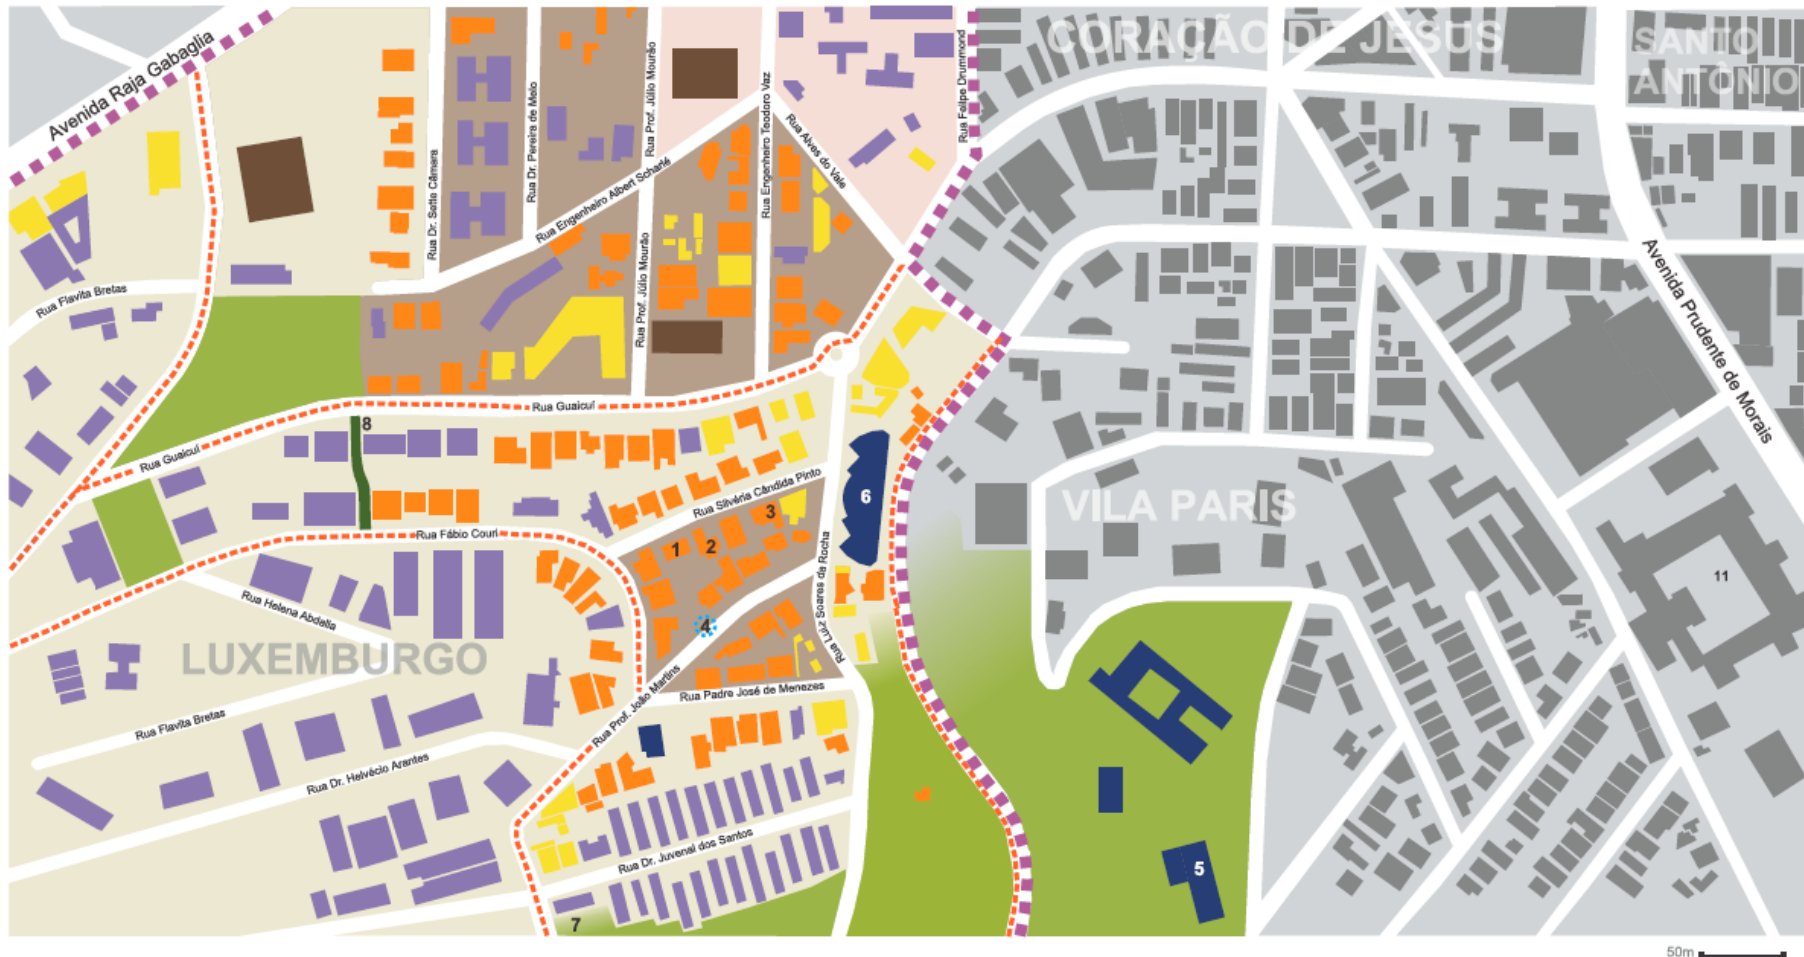 Avenida Raja Gabaglia
Rua Dr. Sette Câmara
Rua Dr. Pereira de Melo
Rua Prof. Júlio Mourão
Rua Engenheiro Teodoro Vaz
Rua Alves do Vale
Rua Felipe Drummond
CORAÇÃO DE JESUS
SANTO
ANTÔNIO
Rua Engenheiro Albert Scharlé
Rua Prof. Júlio Mourão
Rua Flavita Bretas
Avenida Prudente de Morais
Rua Guaicuí
8
Rua Guaicuí
Rua Silvéria Cândida Pinto
6
VILA PARIS
3
Rua Fábio Couri
1
2
Rua Luiz Soares da Rocha
11
Rua Helena Abdalla
4
LUXEMBURGO
Rua Padre José de Menezes
Rua Prof. João Martins
Rua Flavita Bretas
Rua Dr. Helvécio Arantes
Rua Dr. Juvenal dos Santos
5
7
50m